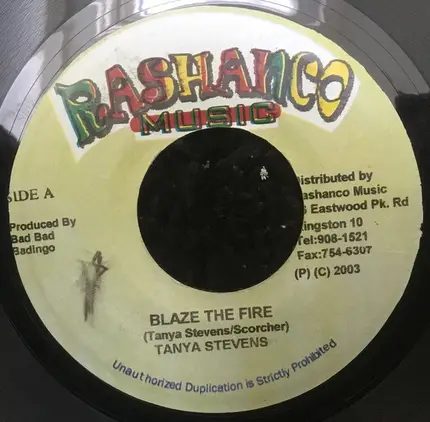 RASHANCO
MUSIC
SIDE A
Produced By
Bad Bad
Badingo
istributed by
ashanco Music
Eastwood Pk. Rd
ingston 10
Tel:908-1521
Fax:754-6307
(P) (C) 2003
BLAZE THE FIRE
(Tanya Stevens/Scorcher)
TANYA STEVENS
Unauthorized Duplication is Strictly Prohibited